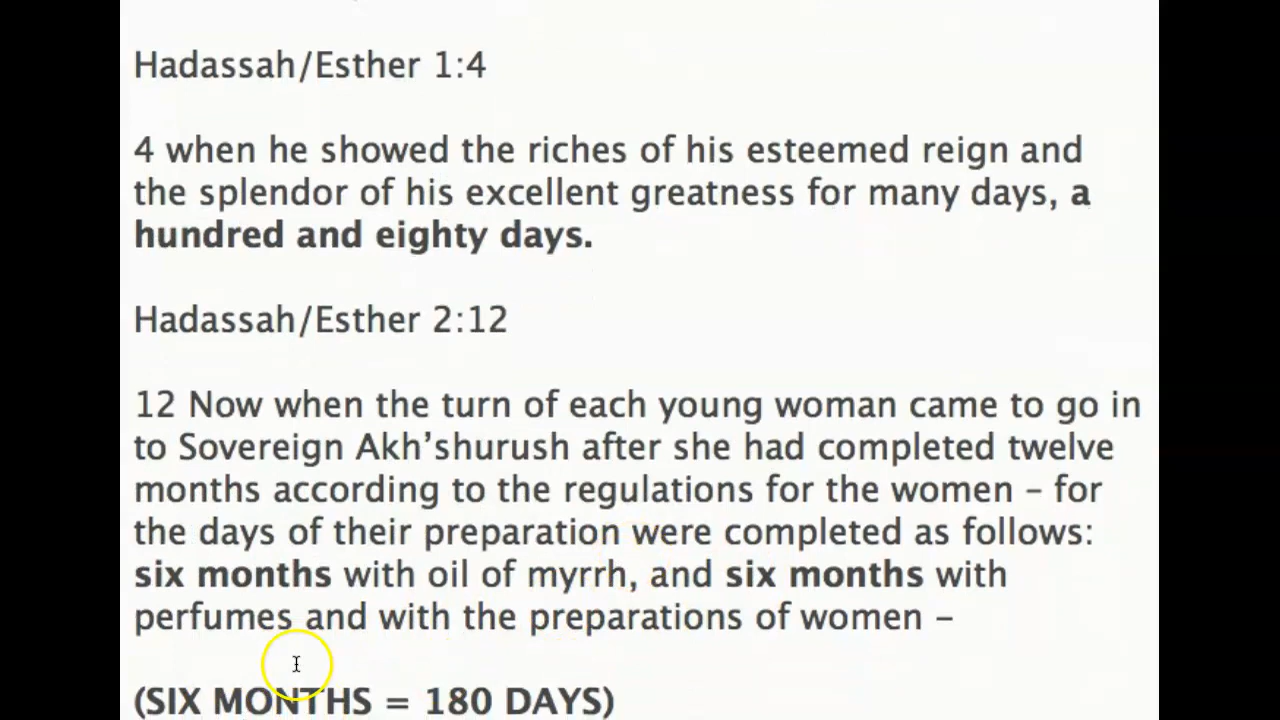 Hadassah/Esther 1:4
4 when he showed the riches of his esteemed reign and
the splendor of his excellent greatness for many days, a
hundred and eighty days.
Hadassah/Esther 2:12
12 Now when the turn of each young woman came to go in
to Sovereign Akh’shurush after she had completed twelve
months according to the regulations for the women – for
the days of their preparation were completed as follows:
six months with oil of myrrh, and six months with
perfumes and with the preparations of women –
(SIX MONTHS = 180 DAYS)